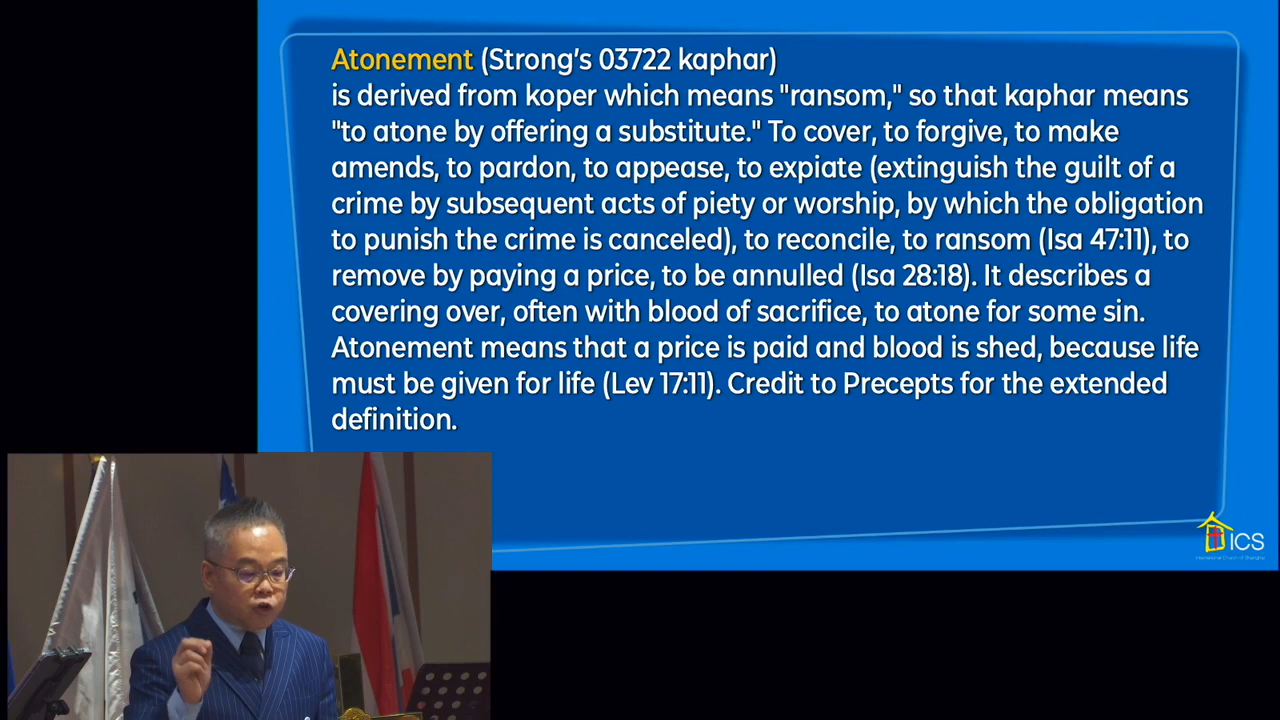 Atonement (Strong's 03722 kaphar)
is derived from koper which means "ransom," so that kaphar means
"to atone by offering a substitute." To cover, to forgive, to make
amends, to pardon, to appease, to expiate (extinguish the guilt of a
crime by subsequent acts of piety or worship, by which the obligation
to punish the crime is canceled), to reconcile, to ransom (Isa 47:11), to
remove by paying a price, to be annulled (Isa 28:18). It describes a
covering over, often with blood of sacrifice, to atone for some sin.
Atonement means that a price is paid and blood is shed, because life
must be given for life (Lev 17:11). Credit to Precepts for the extended
definition.
ICS
International Church of Shanghai